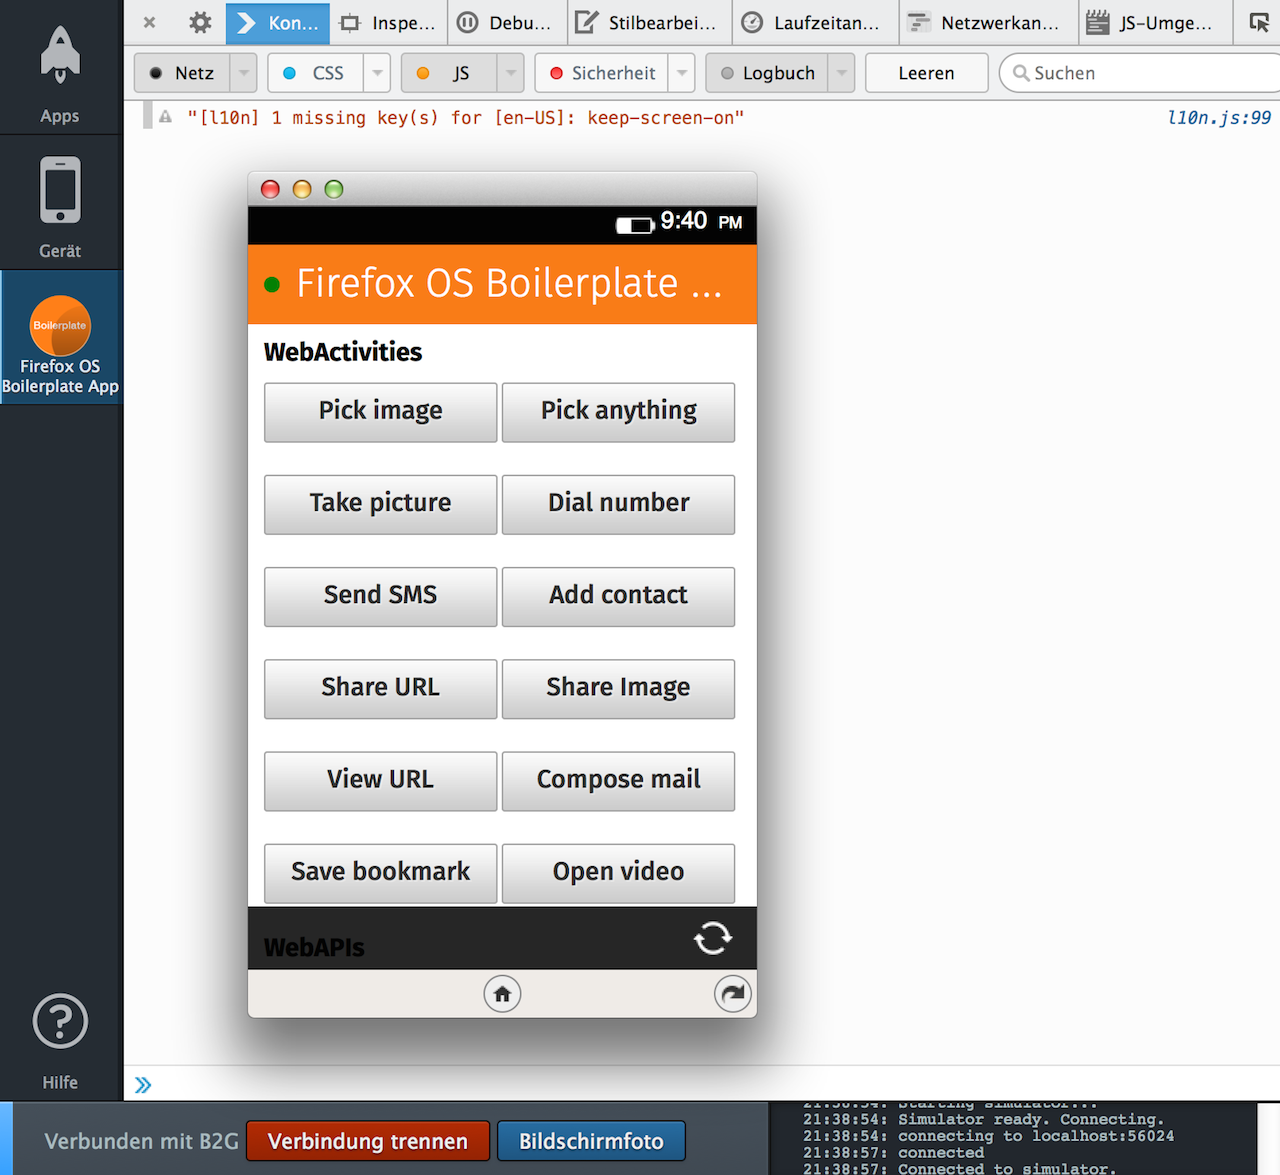 Kon...
Inspe...
Debu...
Stilbearbei...
Laufzeitan...
Netzwerkan...
JS-Umge...
Netz
CSS
JS
Sicherheit
Logbuch
Leeren
Suchen
"[l10n] 1 missing key(s) for [en-US]: keep-screen-on"
l10n.js:99
Apps
Gerät
Boilerplate
Firefox OS
Boilerplate App
9:40 PM
Firefox OS Boilerplate ...
WebActivities
Pick image
Pick anything
Take picture
Dial number
Send SMS
Add contact
Share URL
Share Image
View URL
Compose mail
Save bookmark
Open video
WebAPIs
Hilfe
Verbunden mit B2G
Verbindung trennen
Bildschirmfoto
21:38:54: Starting simulator...
21:38:54: Simulator ready. Connecting.
21:38:54: connecting to localhost:56024
21:38:57: connected
21:38:57: Connected to simulator.